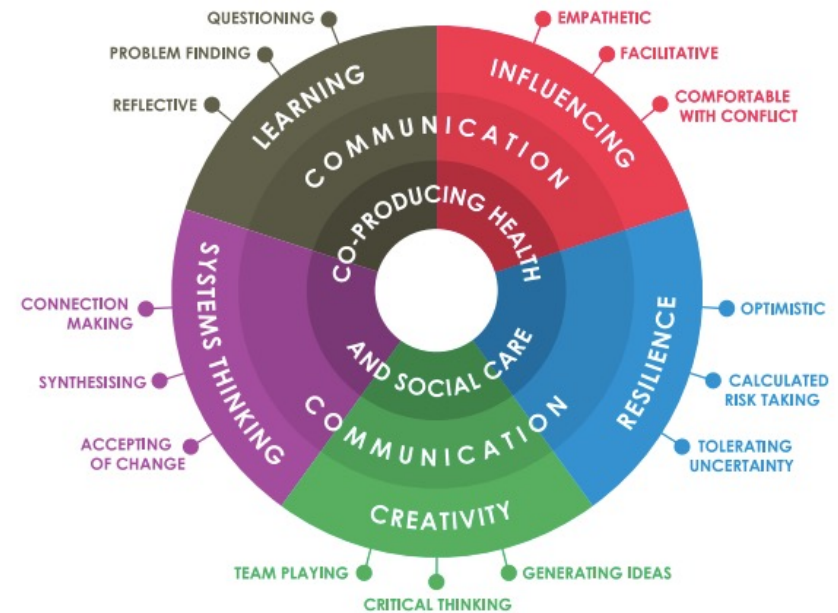 QUESTIONING
PROBLEM FINDING
REFLECTIVE
EMPATHETIC
FACILITATIVE
COMFORTABLE
WITH CONFLICT
LEARNING
INFLUENCING
COMMUNICATION
CO-PRODUCING HEALTH
AND SOCIAL CARE
COMMUNICATION
SYSTEMS THINKING
RESILIENCE
CREATIVITY
CONNECTION
MAKING
SYNTHESISING
ACCEPTING
OF CHANGE
OPTIMISTIC
CALCULATED
RISK TAKING
TOLERATING
UNCERTAINTY
TEAM PLAYING
CRITICAL THINKING
GENERATING IDEAS